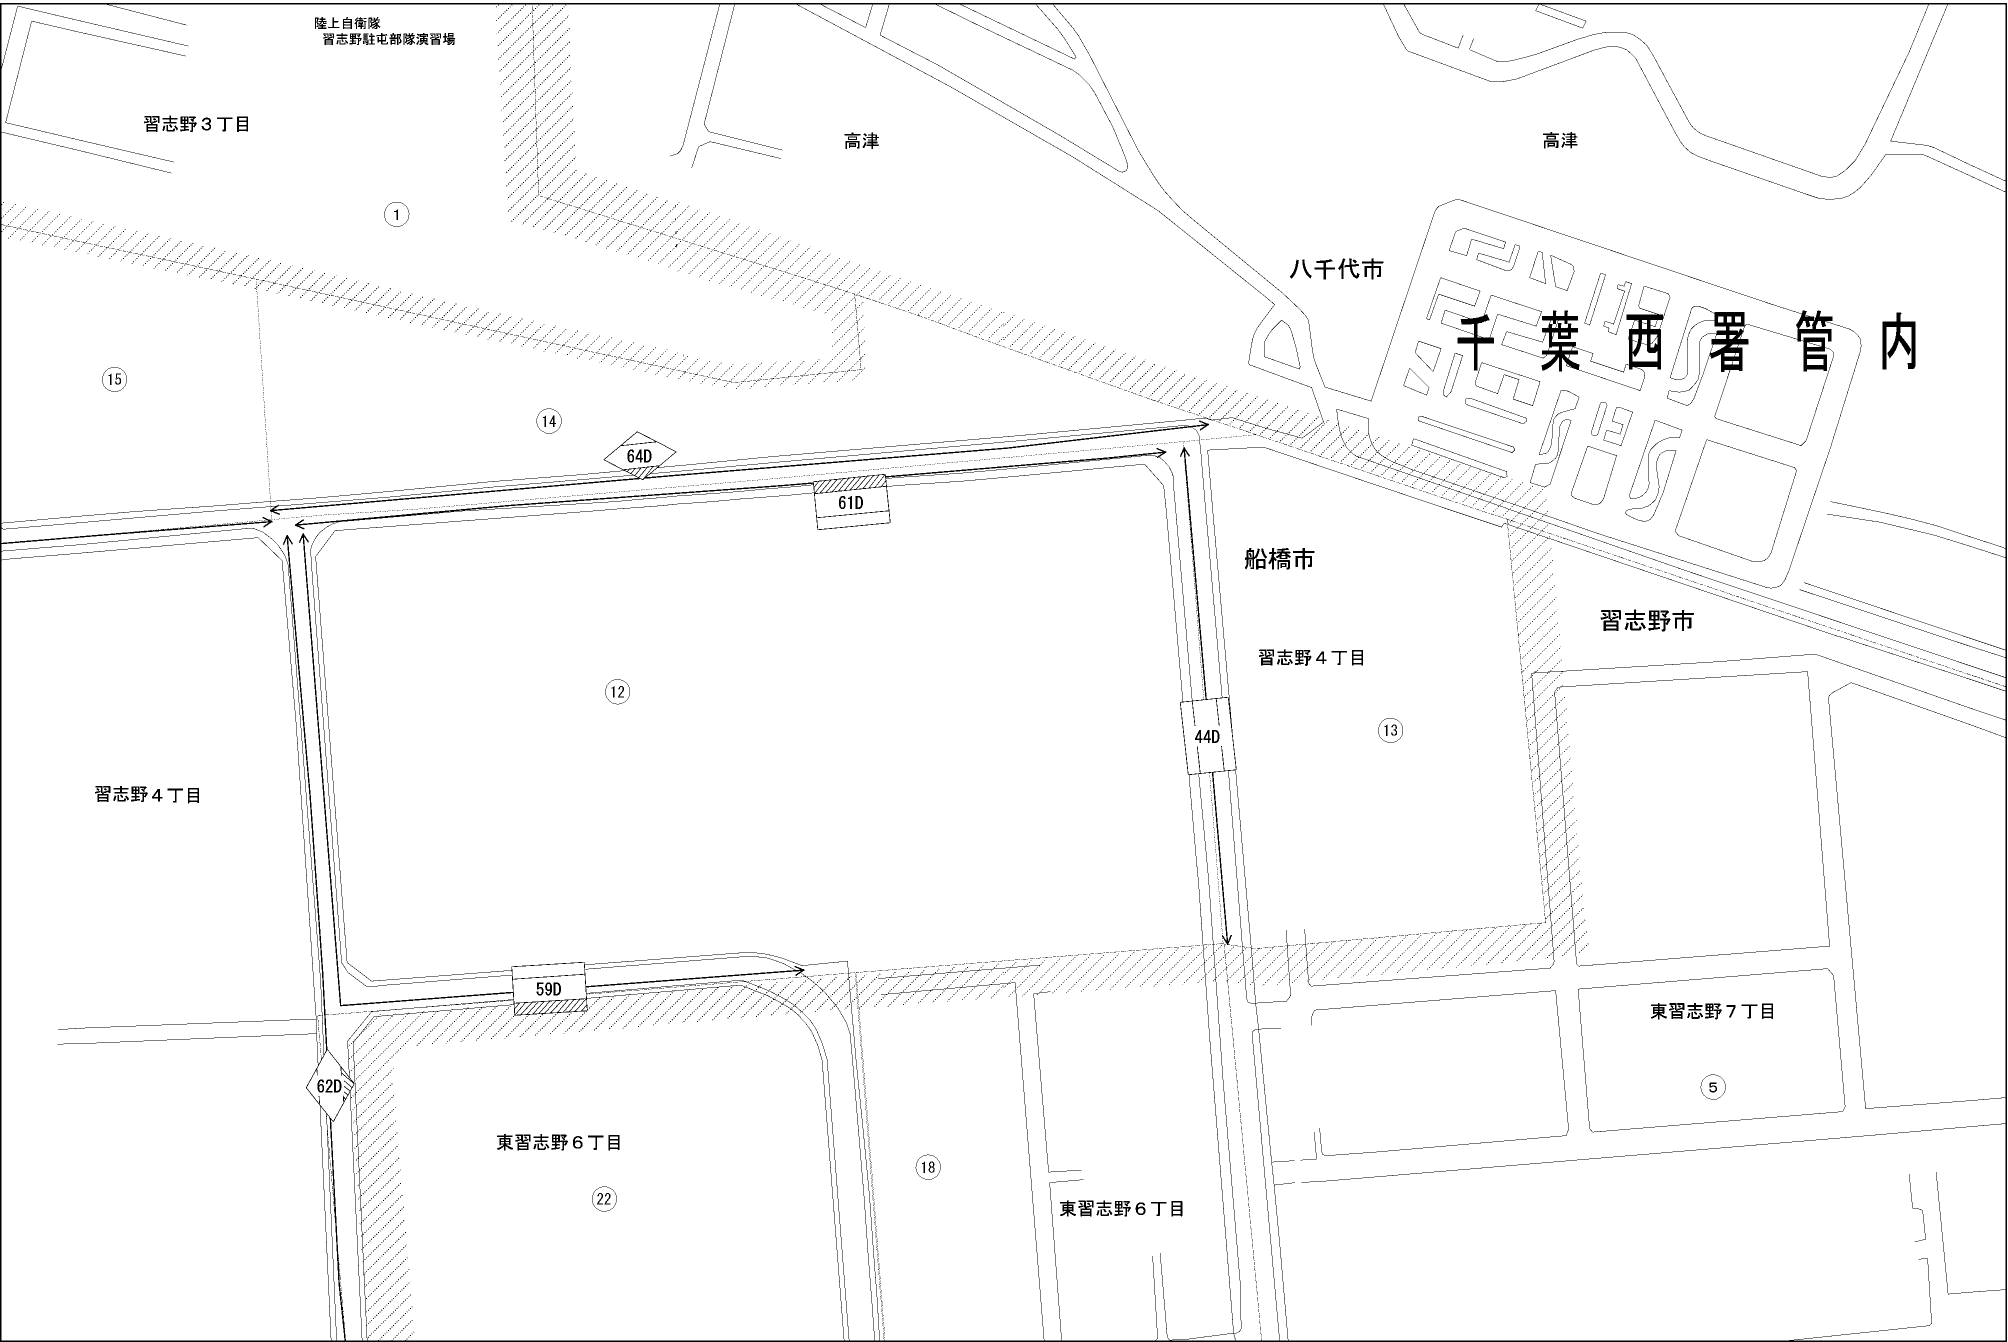 陸上自衛隊
習志野駐屯部隊演習場
習志野３丁目
高津
高津
1
八千代市
千葉西署管内
15
14
64D
61D
船橋市
習志野市
習志野４丁目
12
13
44D
習志野４丁目
59D
東習志野７丁目
62D
5
東習志野６丁目
18
22
東習志野６丁目